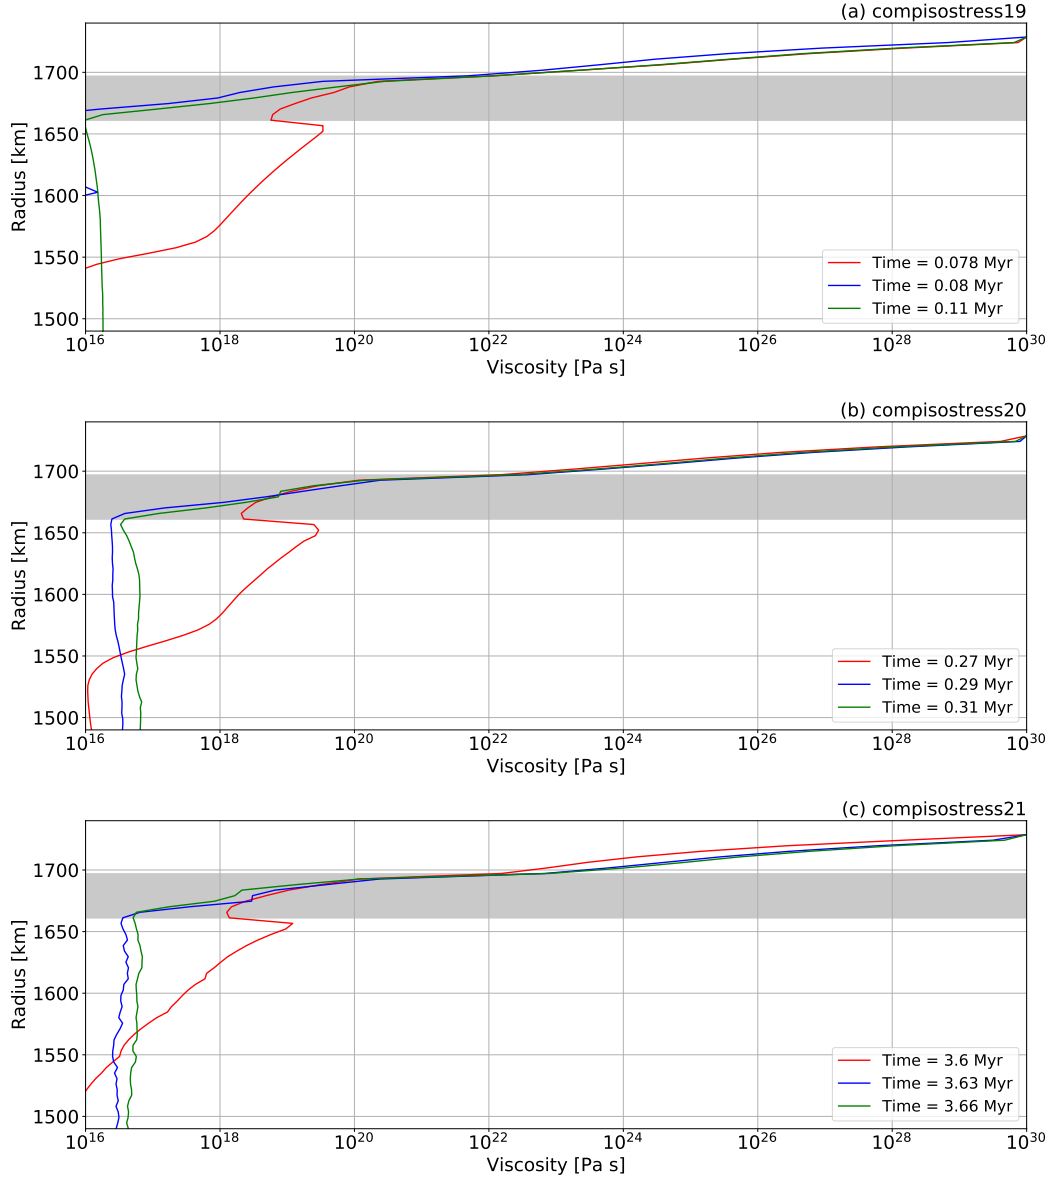 (a) compisostress19
1700
1650
1600
1550
1500
Radius [km]
Time = 0.078 Myr
Time = 0.08 Myr
Time = 0.11 Myr
10^16 10^18 10^20 10^22 10^24 10^26 10^28 10^30
Viscosity [Pa s]
(b) compisostress20
1700
1650
1600
1550
1500
Radius [km]
Time = 0.27 Myr
Time = 0.29 Myr
Time = 0.31 Myr
10^16 10^18 10^20 10^22 10^24 10^26 10^28 10^30
Viscosity [Pa s]
(c) compisostress21
1700
1650
1600
1550
1500
Radius [km]
Time = 3.6 Myr
Time = 3.63 Myr
Time = 3.66 Myr
10^16 10^18 10^20 10^22 10^24 10^26 10^28 10^30
Viscosity [Pa s]